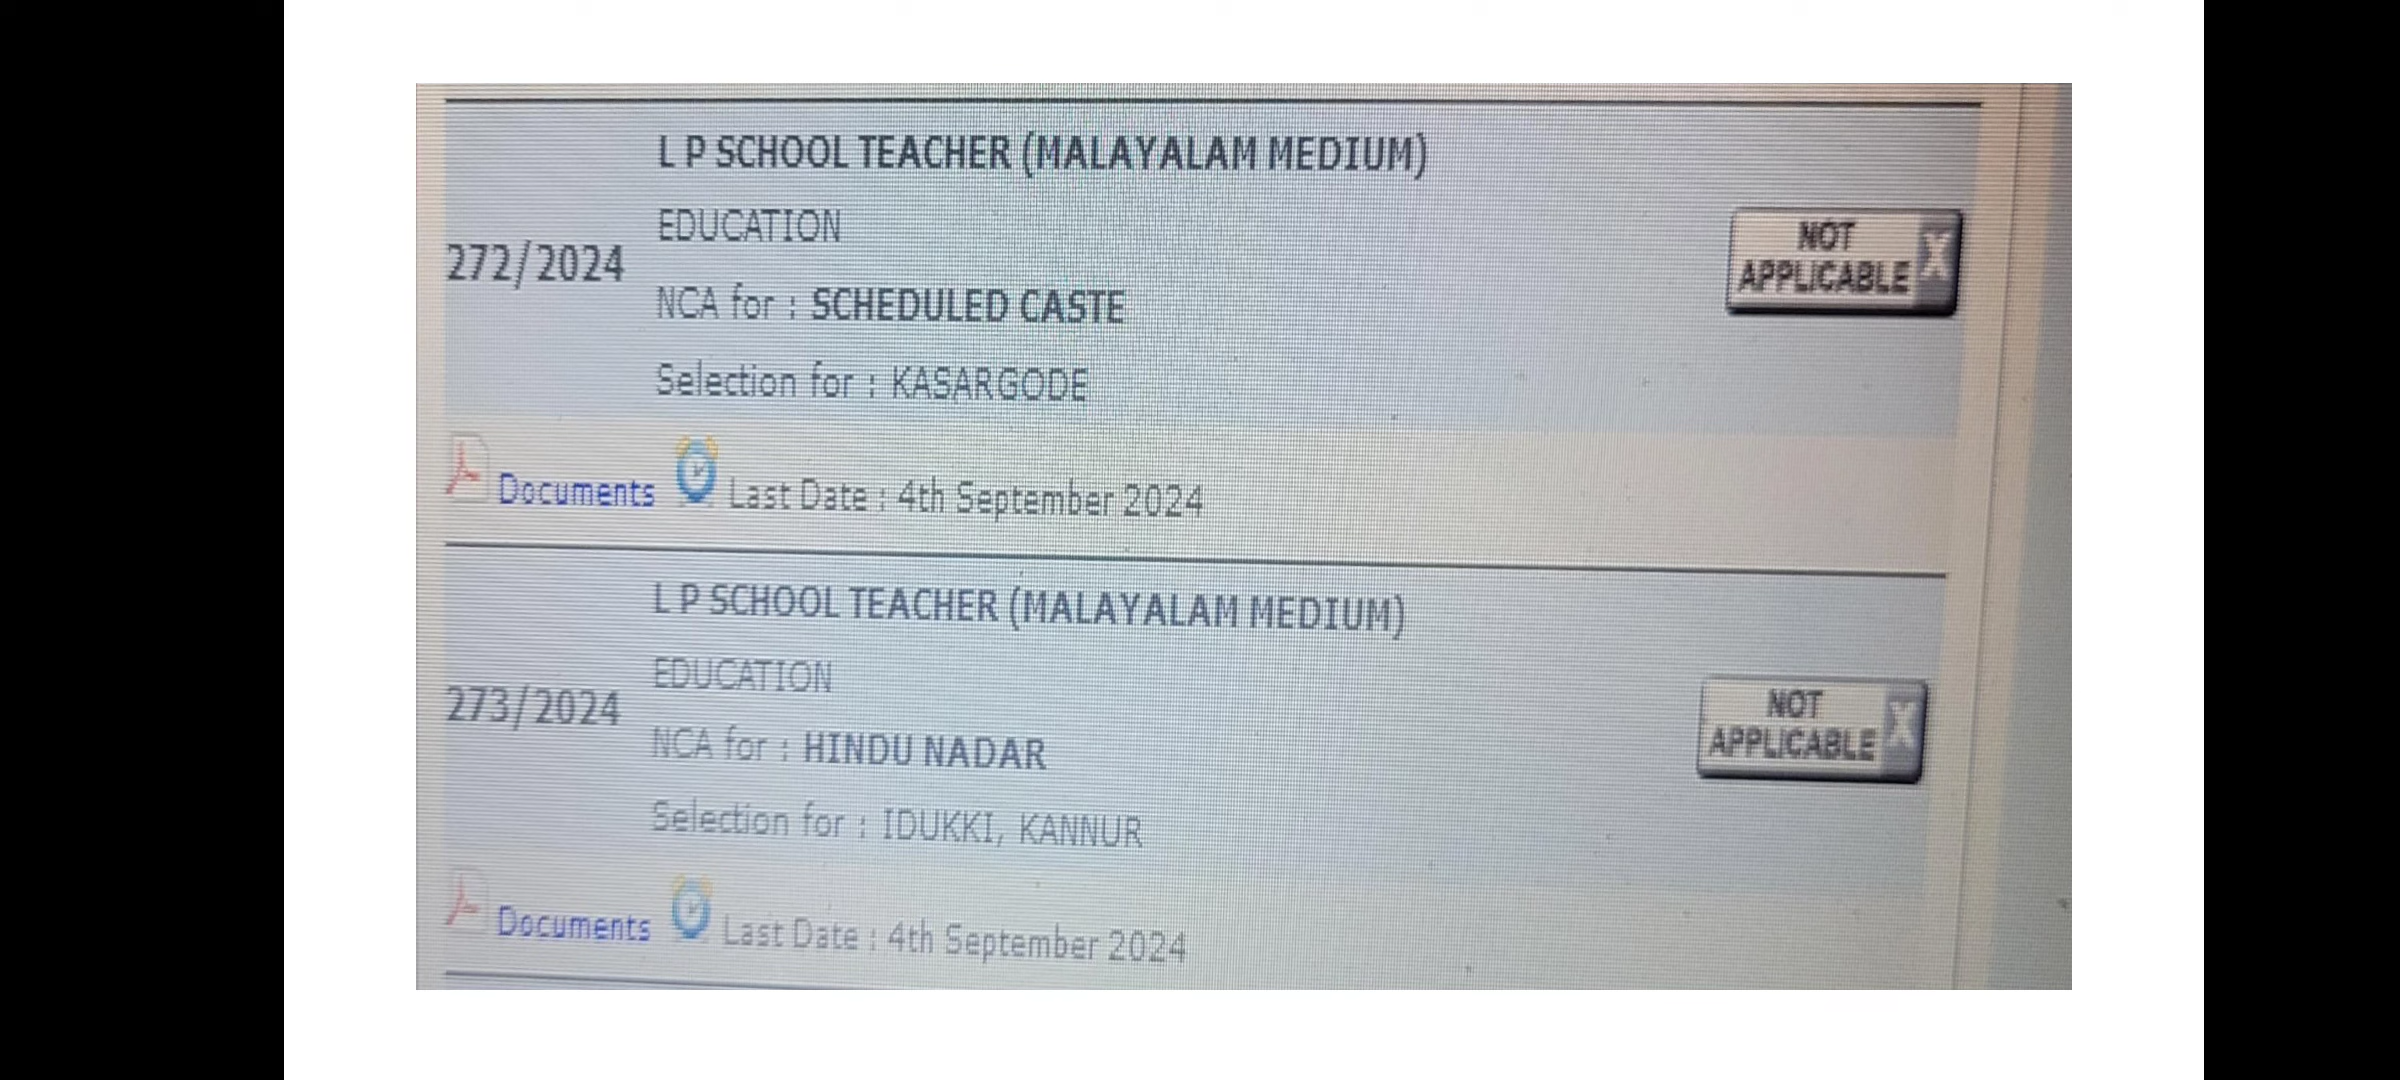 L P SCHOOL TEACHER (MALAYALAM MEDIUM)
EDUCATION
272/2024
NCA for : SCHEDULED CASTE
Selection for : KASARGODE
NOT
APPLICABLE X
Documents Last Date : 4th September 2024
L P SCHOOL TEACHER (MALAYALAM MEDIUM)
EDUCATION
273/2024
NCA for : HINDU NADAR
Selection for : IDUKKI, KANNUR
NOT
APPLICABLE X
Documents Last Date : 4th September 2024